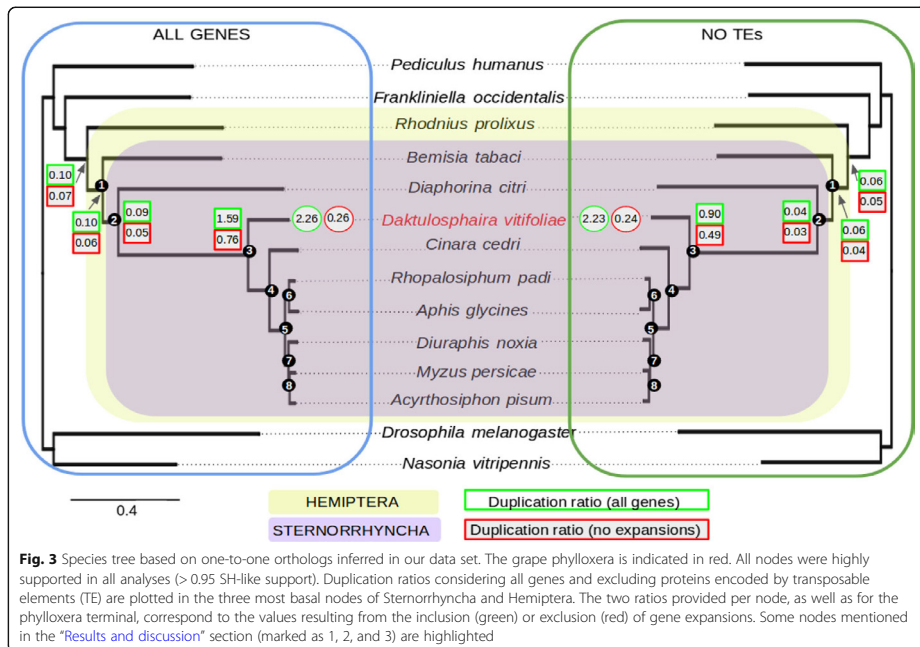 ALL GENES
NO TEs
Pediculus humanus
Frankliniella occidentalis
Rhodnius prolixus
Bemisia tabaci
Diaphorina citri
Daktulosphaira vitifoliae
Cinara cedri
Rhopalosiphum padi
Aphis glycines
Diuraphis noxia
Myzus persicae
Acyrthosiphon pisum
Drosophila melanogaster
Nasonia vitripennis
0.10
0.07
0.10
0.06
0.09
0.05
1.59
0.76
2.26
0.26
1
2
3
4
5
6
7
8
2.23
0.24
0.90
0.49
0.04
0.03
0.06
0.05
0.06
0.04
1
2
3
4
5
6
7
8
0.4
HEMIPTERA
STERNORRHYNCHA
Duplication ratio (all genes)
Duplication ratio (no expansions)
Fig. 3 Species tree based on one-to-one orthologs inferred in our data set. The grape phylloxera is indicated in red. All nodes were highly
supported in all analyses (> 0.95 SH-like support). Duplication ratios considering all genes and excluding proteins encoded by transposable
elements (TE) are plotted in the three most basal nodes of Sternorrhyncha and Hemiptera. The two ratios provided per node, as well as for the
phylloxera terminal, correspond to the values resulting from the inclusion (green) or exclusion (red) of gene expansions. Some nodes mentioned
in the “Results and discussion” section (marked as 1, 2, and 3) are highlighted